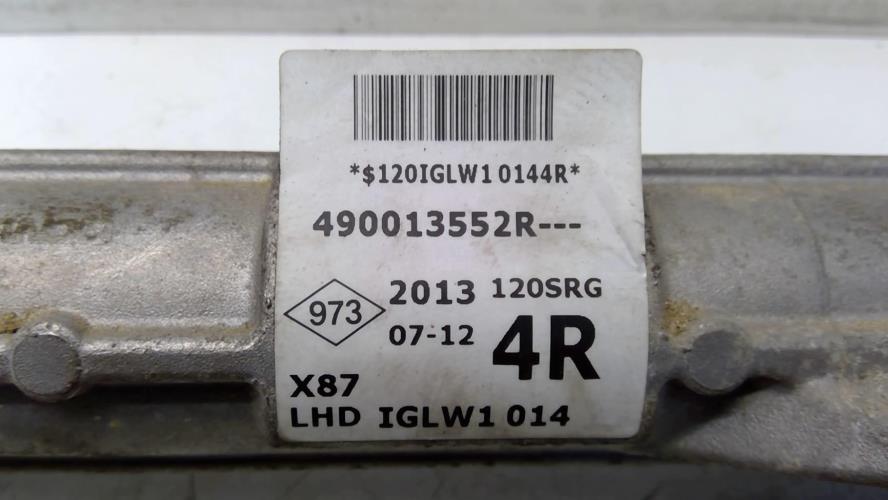 *$120IGLW1 0144R*
490013552R---
973 2013 120SRG
07-12 4R
X87
LHD IGLW1 014